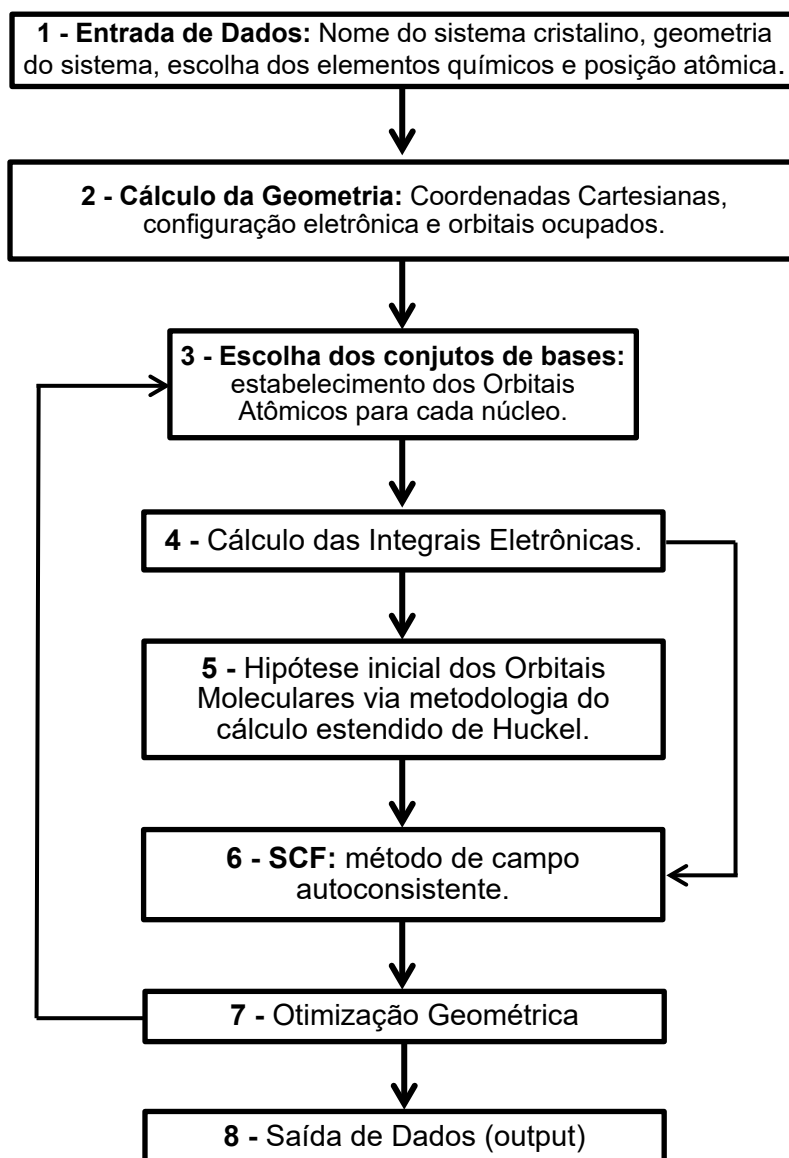 1 - Entrada de Dados: Nome do sistema cristalino, geometria
do sistema, escolha dos elementos químicos e posição atômica.
2 - Cálculo da Geometria: Coordenadas Cartesianas,
configuração eletrônica e orbitais ocupados.
3 - Escolha dos conjutos de bases:
estabelecimento dos Orbitais
Atômicos para cada núcleo.
4 - Cálculo das Integrais Eletrônicas.
5 - Hipótese inicial dos Orbitais
Moleculares via metodologia do
cálculo estendido de Huckel.
6 - SCF: método de campo
autoconsistente.
7 - Otimização Geométrica
8 - Saída de Dados (output)